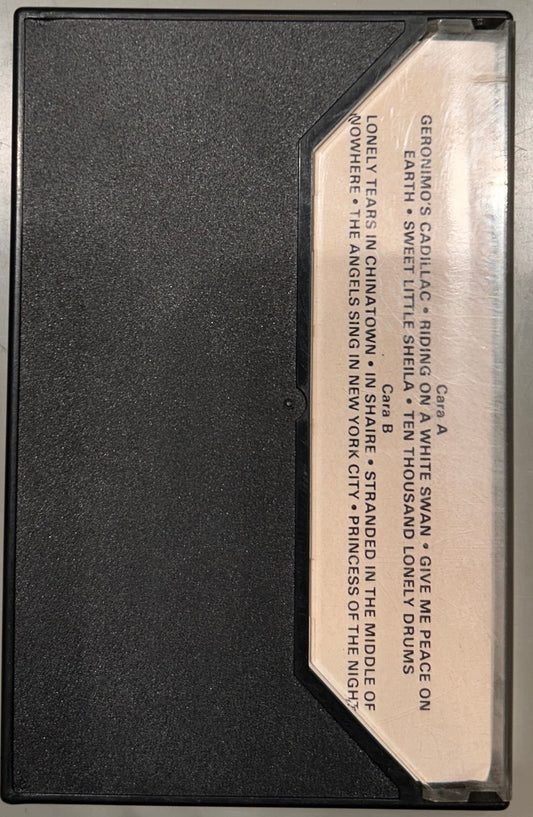 Cara A
GERONIMO'S CADILLAC • RIDING ON A WHITE SWAN • GIVE ME PEACE ON
EARTH • SWEET LITTLE SHEILA • TEN THOUSAND LONELY DRUMS
Cara B
LONELY TEARS IN CHINATOWN • IN SHAIRE • STRANDED IN THE MIDDLE OF
NOWHERE • THE ANGELS SING IN NEW YORK CITY • PRINCESS OF THE NIGHT